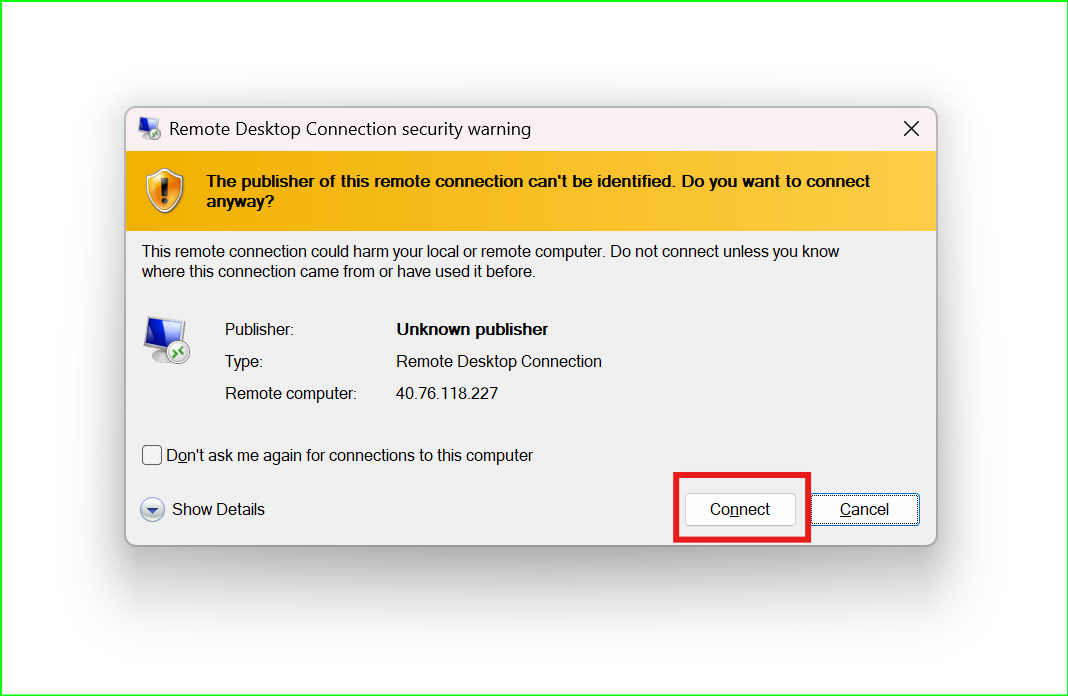 Remote Desktop Connection security warning
The publisher of this remote connection can't be identified. Do you want to connect
anyway?
This remote connection could harm your local or remote computer. Do not connect unless you know
where this connection came from or have used it before.
Publisher: Unknown publisher
Type: Remote Desktop Connection
Remote computer: 40.76.118.227
Don't ask me again for connections to this computer
Show Details Connect Cancel